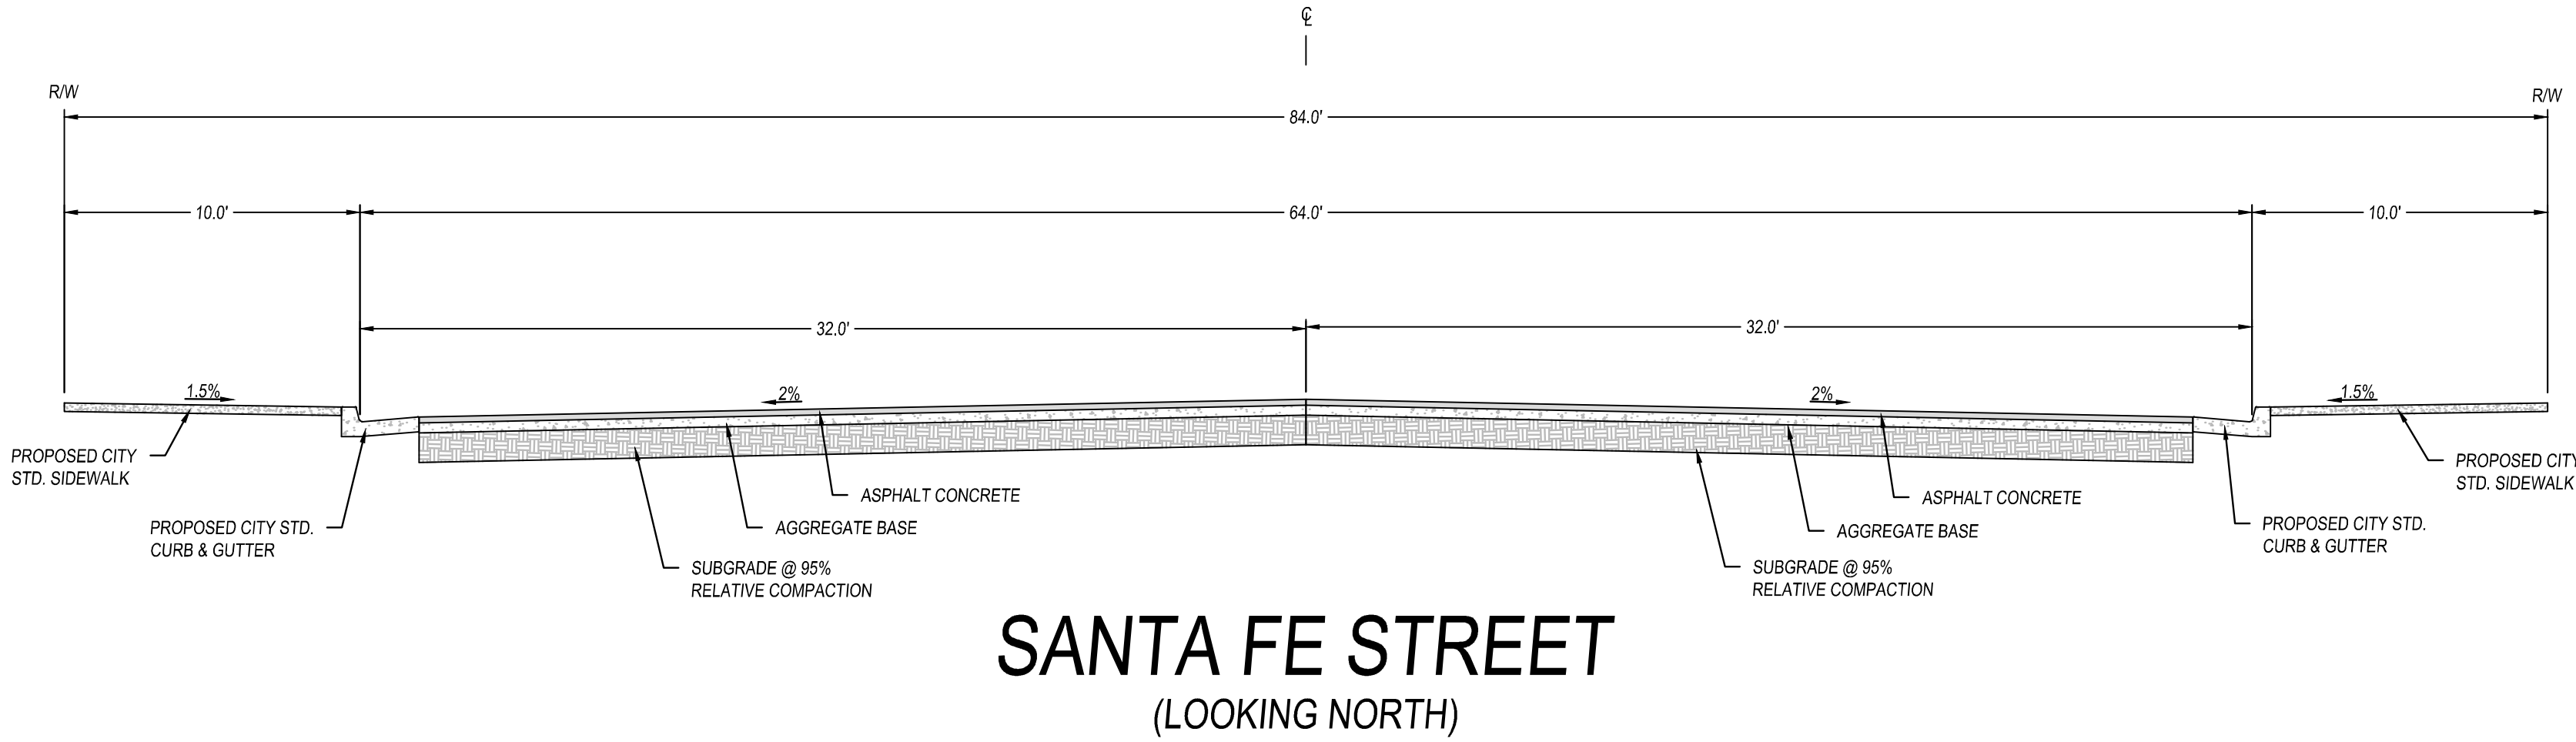 ℄
R/W
R/W
84.0'
10.0'
64.0'
10.0'
32.0'
32.0'
1.5%
2%
2%
1.5%
PROPOSED CITY
STD. SIDEWALK
PROPOSED CITY STD.
CURB & GUTTER
SUBGRADE @ 95%
RELATIVE COMPACTION
AGGREGATE BASE
ASPHALT CONCRETE
SUBGRADE @ 95%
RELATIVE COMPACTION
AGGREGATE BASE
ASPHALT CONCRETE
PROPOSED CITY STD.
CURB & GUTTER
PROPOSED CITY
STD. SIDEWALK
SANTA FE STREET
(LOOKING NORTH)